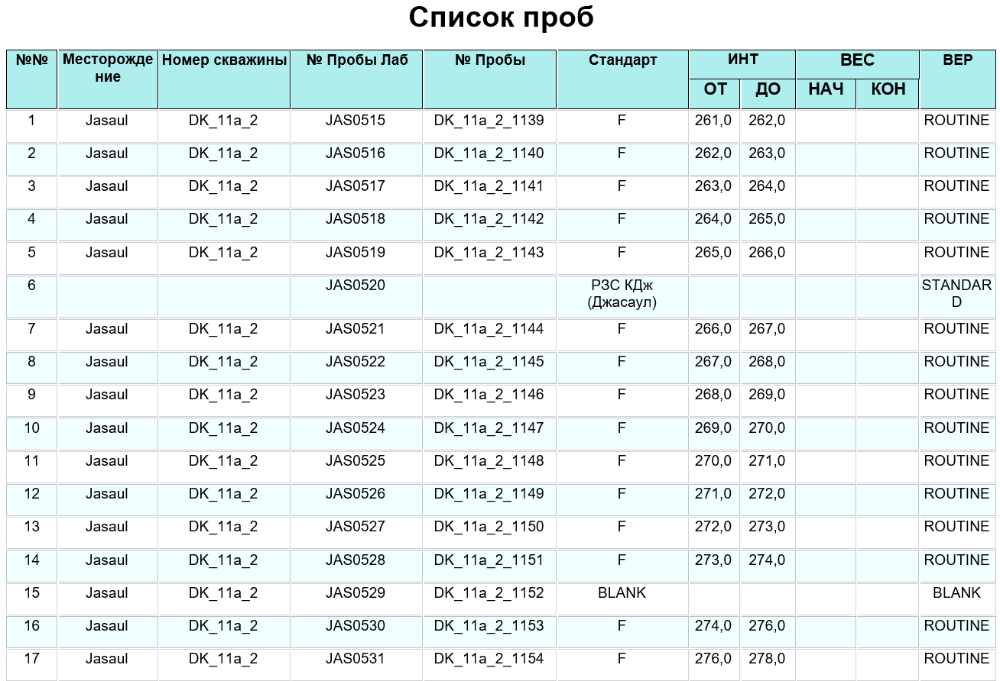 Список проб
№№ Месторожде Номер скважины № Пробы Лаб № Пробы Стандарт ИНТ ВЕС ВЕР
ние
ОТ ДО НАЧ КОН
1 Jasaul DK_11a_2 JAS0515 DK_11a_2_1139 F 261,0 262,0 ROUTINE
2 Jasaul DK_11a_2 JAS0516 DK_11a_2_1140 F 262,0 263,0 ROUTINE
3 Jasaul DK_11a_2 JAS0517 DK_11a_2_1141 F 263,0 264,0 ROUTINE
4 Jasaul DK_11a_2 JAS0518 DK_11a_2_1142 F 264,0 265,0 ROUTINE
5 Jasaul DK_11a_2 JAS0519 DK_11a_2_1143 F 265,0 266,0 ROUTINE
6 JAS0520 РЗС КДж STANDAR
(Джасаул) D
7 Jasaul DK_11a_2 JAS0521 DK_11a_2_1144 F 266,0 267,0 ROUTINE
8 Jasaul DK_11a_2 JAS0522 DK_11a_2_1145 F 267,0 268,0 ROUTINE
9 Jasaul DK_11a_2 JAS0523 DK_11a_2_1146 F 268,0 269,0 ROUTINE
10 Jasaul DK_11a_2 JAS0524 DK_11a_2_1147 F 269,0 270,0 ROUTINE
11 Jasaul DK_11a_2 JAS0525 DK_11a_2_1148 F 270,0 271,0 ROUTINE
12 Jasaul DK_11a_2 JAS0526 DK_11a_2_1149 F 271,0 272,0 ROUTINE
13 Jasaul DK_11a_2 JAS0527 DK_11a_2_1150 F 272,0 273,0 ROUTINE
14 Jasaul DK_11a_2 JAS0528 DK_11a_2_1151 F 273,0 274,0 ROUTINE
15 Jasaul DK_11a_2 JAS0529 DK_11a_2_1152 BLANK BLANK
16 Jasaul DK_11a_2 JAS0530 DK_11a_2_1153 F 274,0 276,0 ROUTINE
17 Jasaul DK_11a_2 JAS0531 DK_11a_2_1154 F 276,0 278,0 ROUTINE